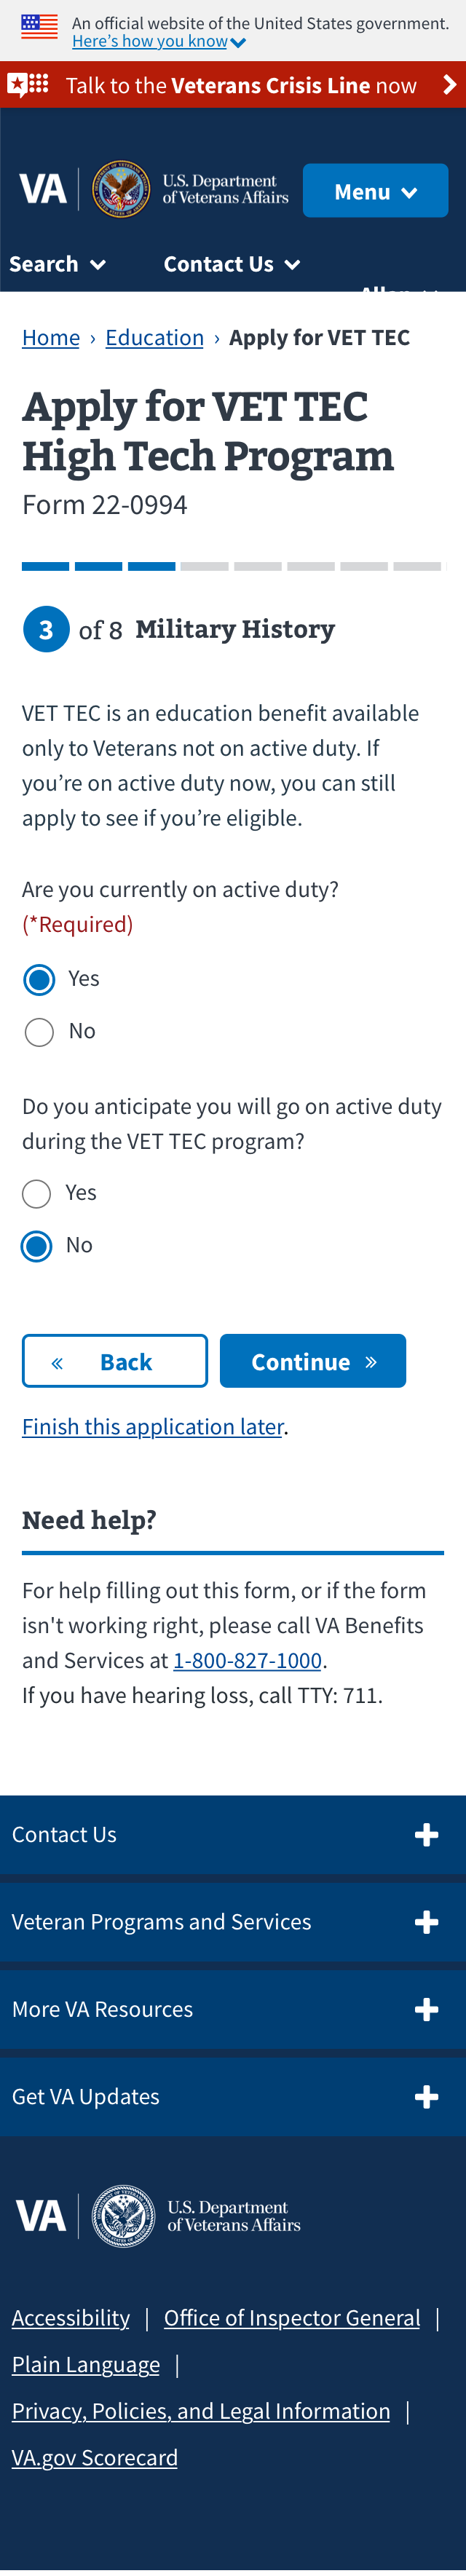 An official website of the United States government.
Here’s how you know
Talk to the Veterans Crisis Line now
VA
U.S. Department
of Veterans Affairs
Menu
Search
Contact Us
Home › Education › Apply for VET TEC
Apply for VET TEC
High Tech Program
Form 22-0994
3 of 8 Military History
VET TEC is an education benefit available
only to Veterans not on active duty. If
you’re on active duty now, you can still
apply to see if you’re eligible.
Are you currently on active duty?
(*Required)
Yes
No
Do you anticipate you will go on active duty
during the VET TEC program?
Yes
No
« Back
Continue »
Finish this application later.
Need help?
For help filling out this form, or if the form
isn't working right, please call VA Benefits
and Services at 1-800-827-1000.
If you have hearing loss, call TTY: 711.
Contact Us
Veteran Programs and Services
More VA Resources
Get VA Updates
VA
U.S. Department
of Veterans Affairs
Accessibility | Office of Inspector General |
Plain Language |
Privacy, Policies, and Legal Information |
VA.gov Scorecard